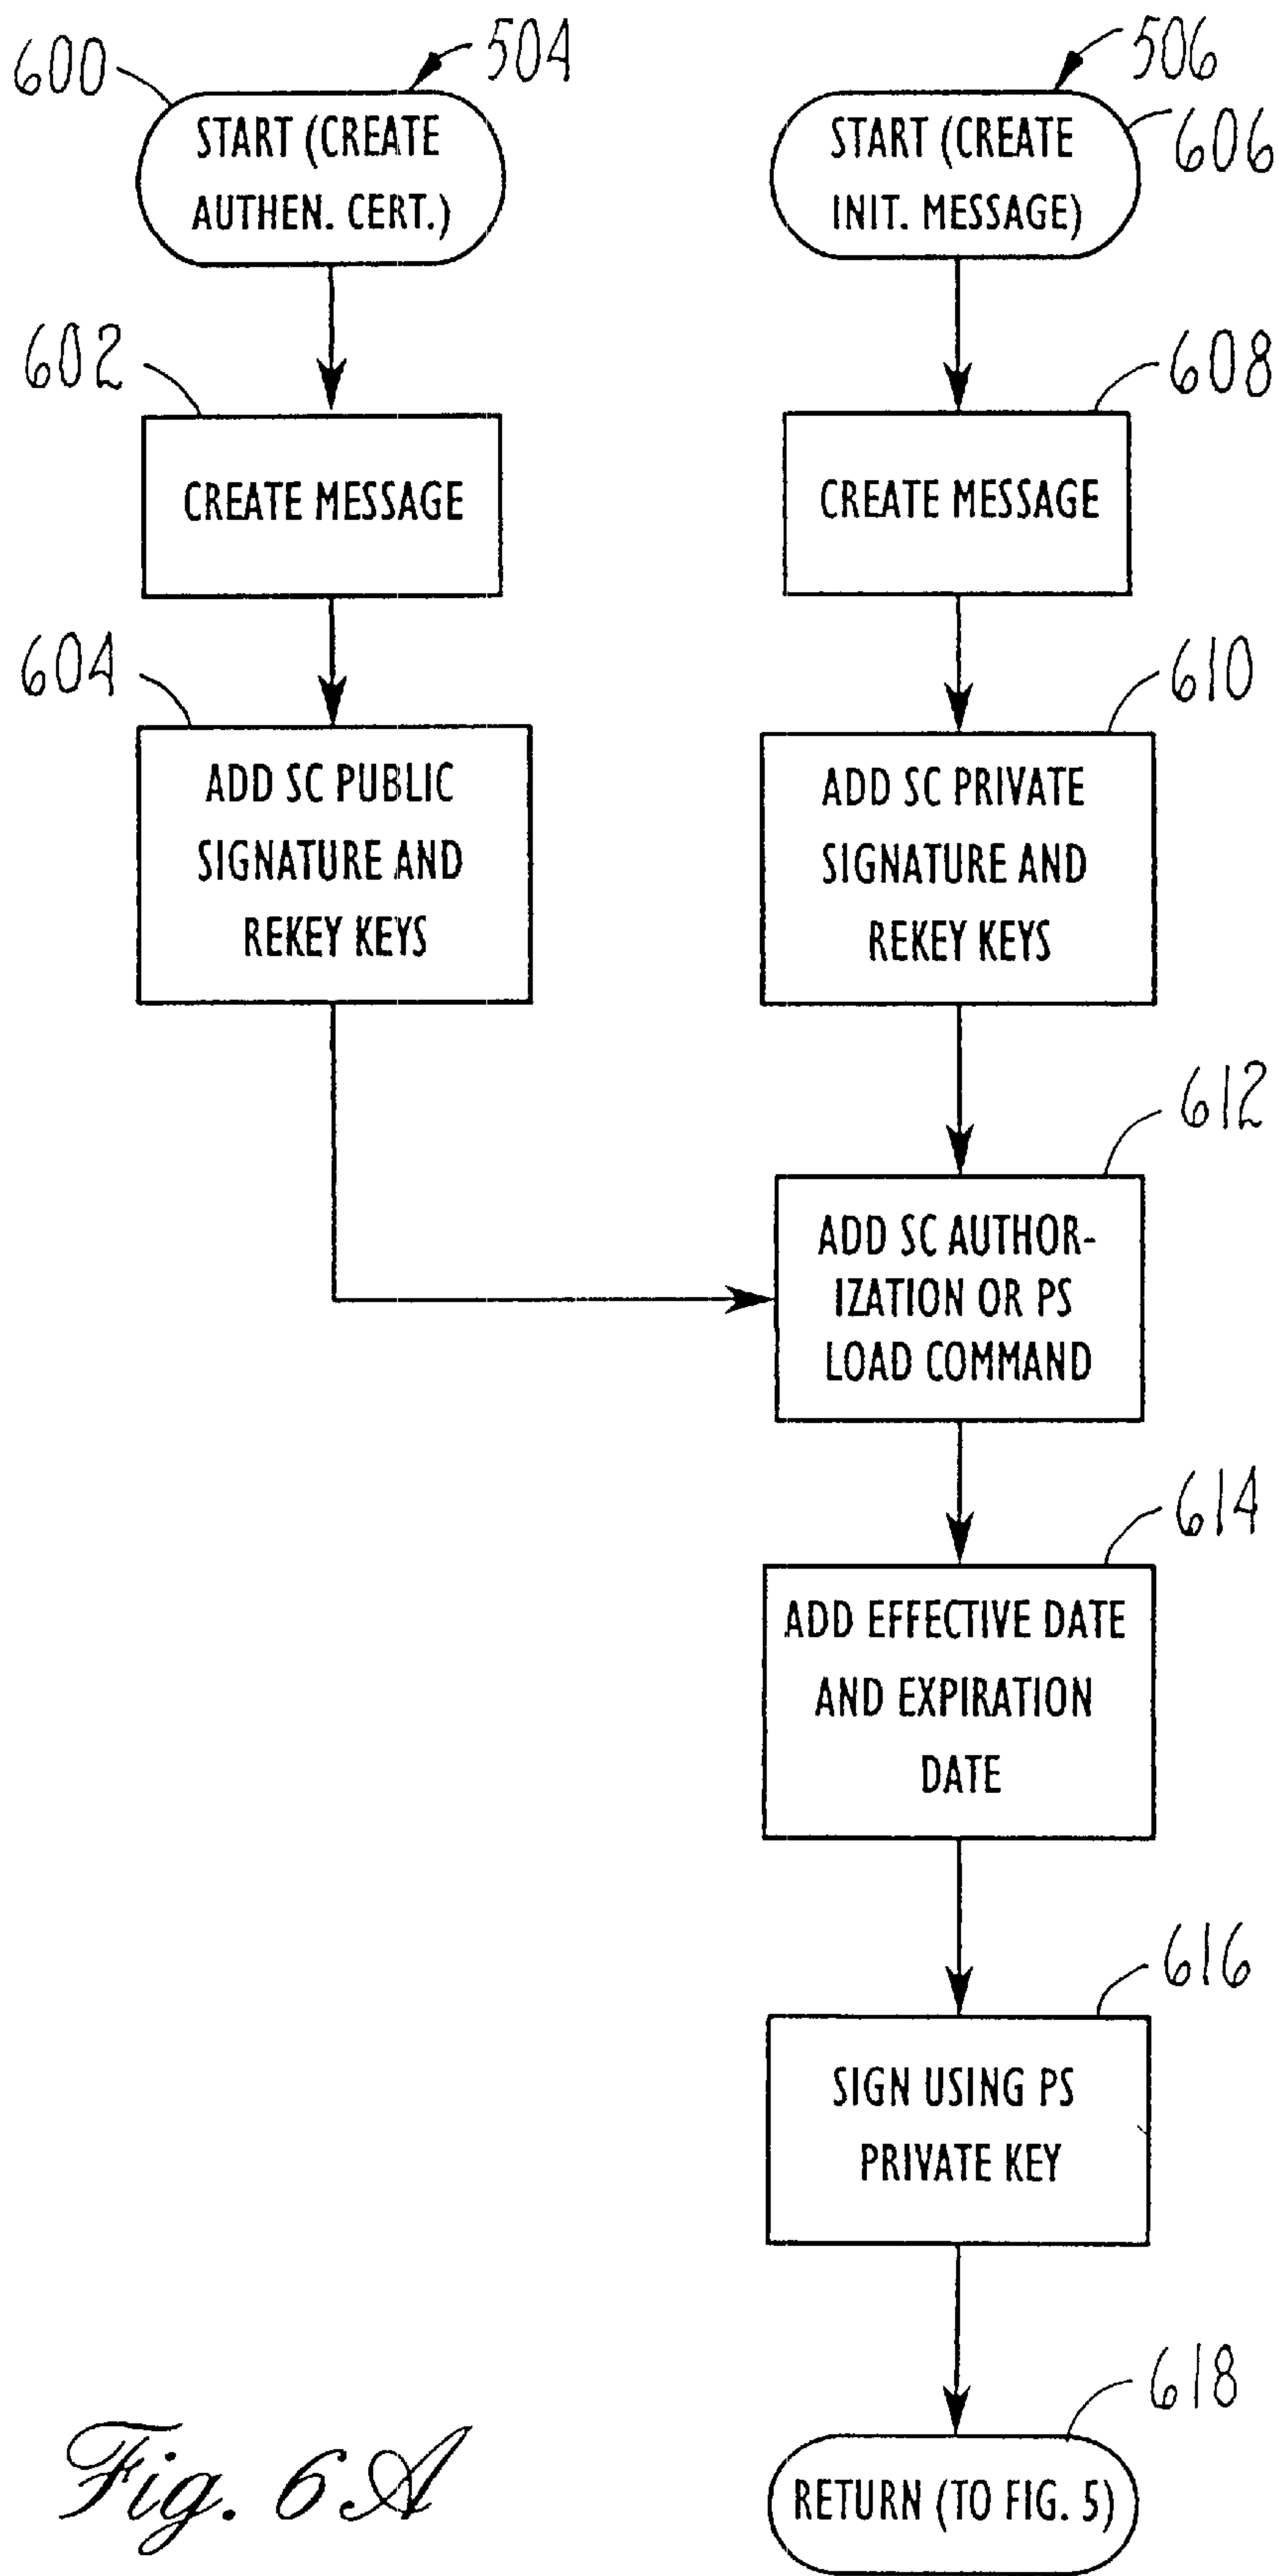 600
504
START (CREATE
AUTHEN. CERT.)
602
CREATE MESSAGE
604
ADD SC PUBLIC
SIGNATURE AND
REKEY KEYS
506
606
START (CREATE
INIT. MESSAGE)
608
CREATE MESSAGE
610
ADD SC PRIVATE
SIGNATURE AND
REKEY KEYS
612
ADD SC AUTHOR-
IZATION OR PS
LOAD COMMAND
614
ADD EFFECTIVE DATE
AND EXPIRATION
DATE
616
SIGN USING PS
PRIVATE KEY
618
RETURN (TO FIG. 5)
Fig. 6A